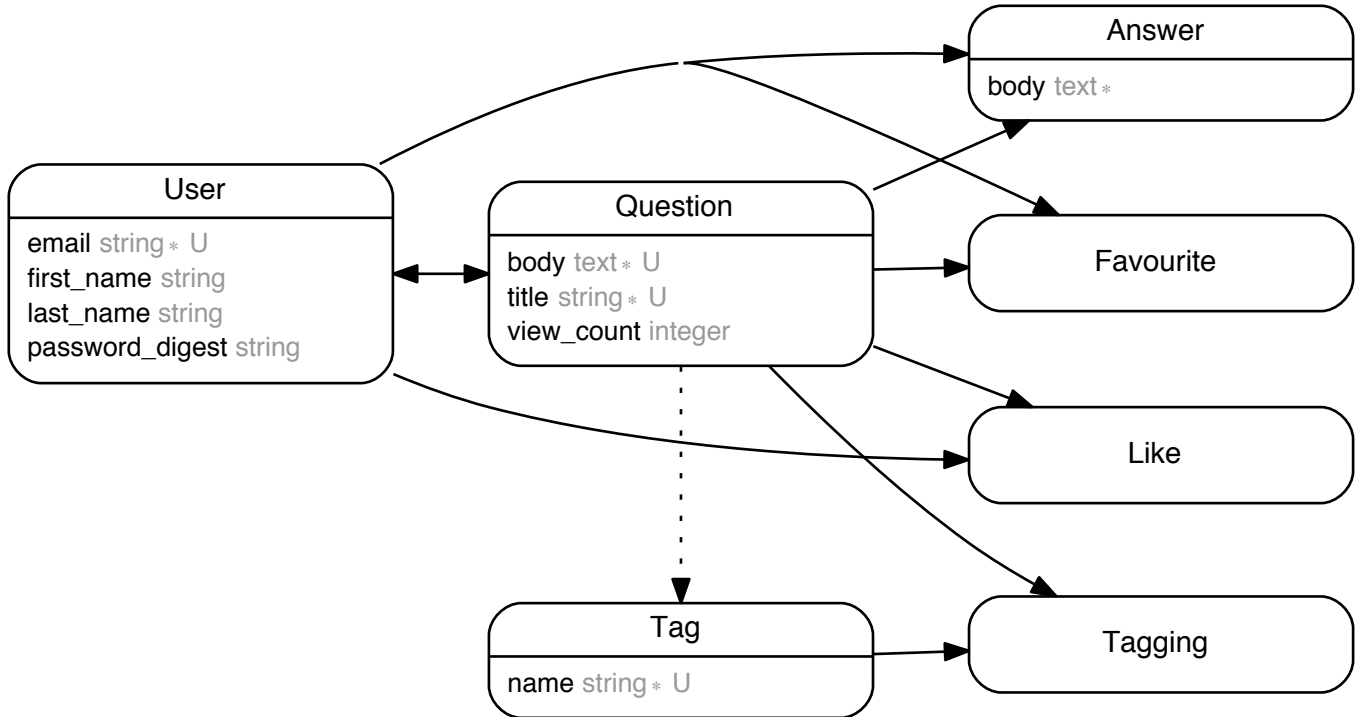 User
email string* U
first_name string
last_name string
password_digest string
Question
body text* U
title string* U
view_count integer
Tag
name string* U
Answer
body text*
Favourite
Like
Tagging